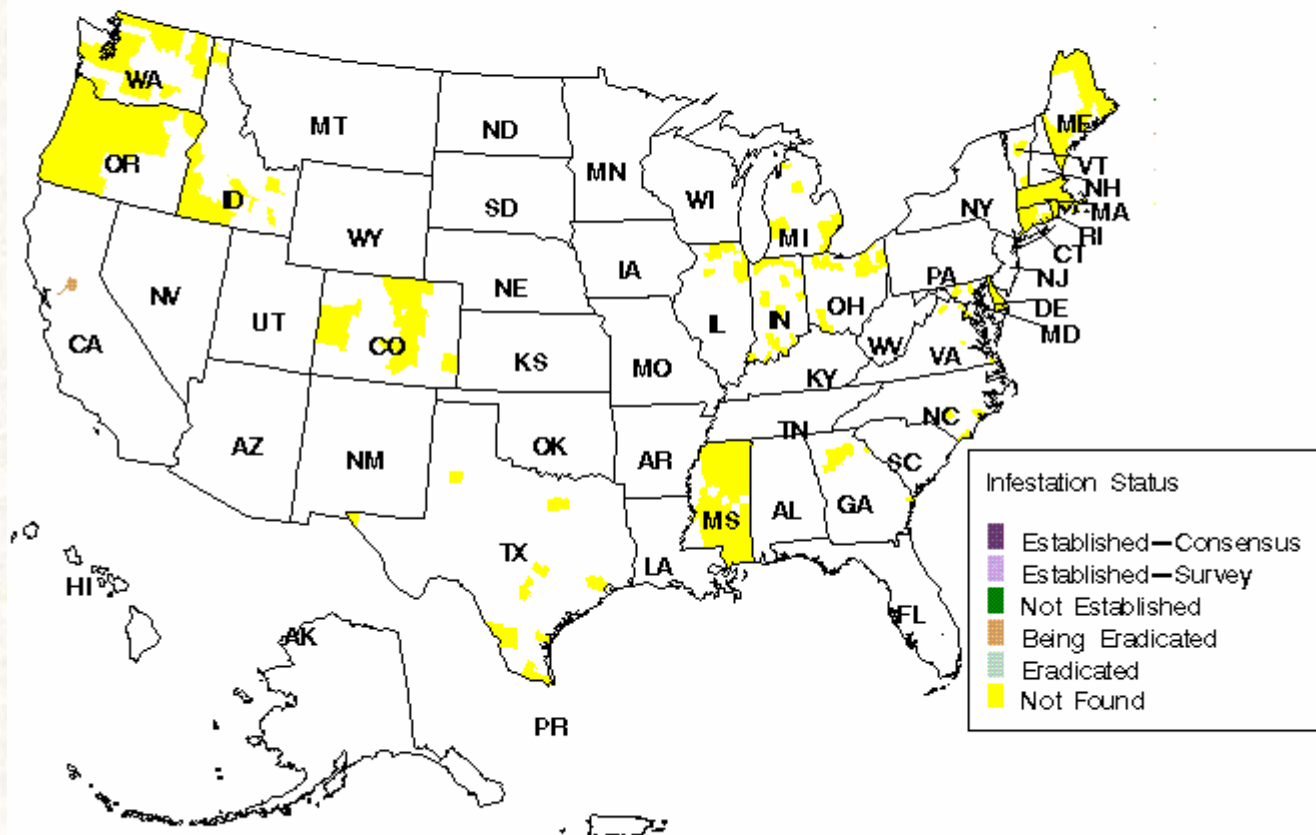 WA
MT
ND
ME
OR
ID
MN
VT
NH
SD
WI
MI
NY
MA
RI
CT
WY
IA
PA
NJ
NV
NE
IL
IN
OH
DE
MD
CA
UT
CO
KS
MO
WV
VA
KY
NC
TN
AZ
NM
OK
AR
SC
MS
AL
GA
TX
LA
HI
FL
AK
PR
Infestation Status
Established—Consensus
Established—Survey
Not Established
Being Eradicated
Eradicated
Not Found